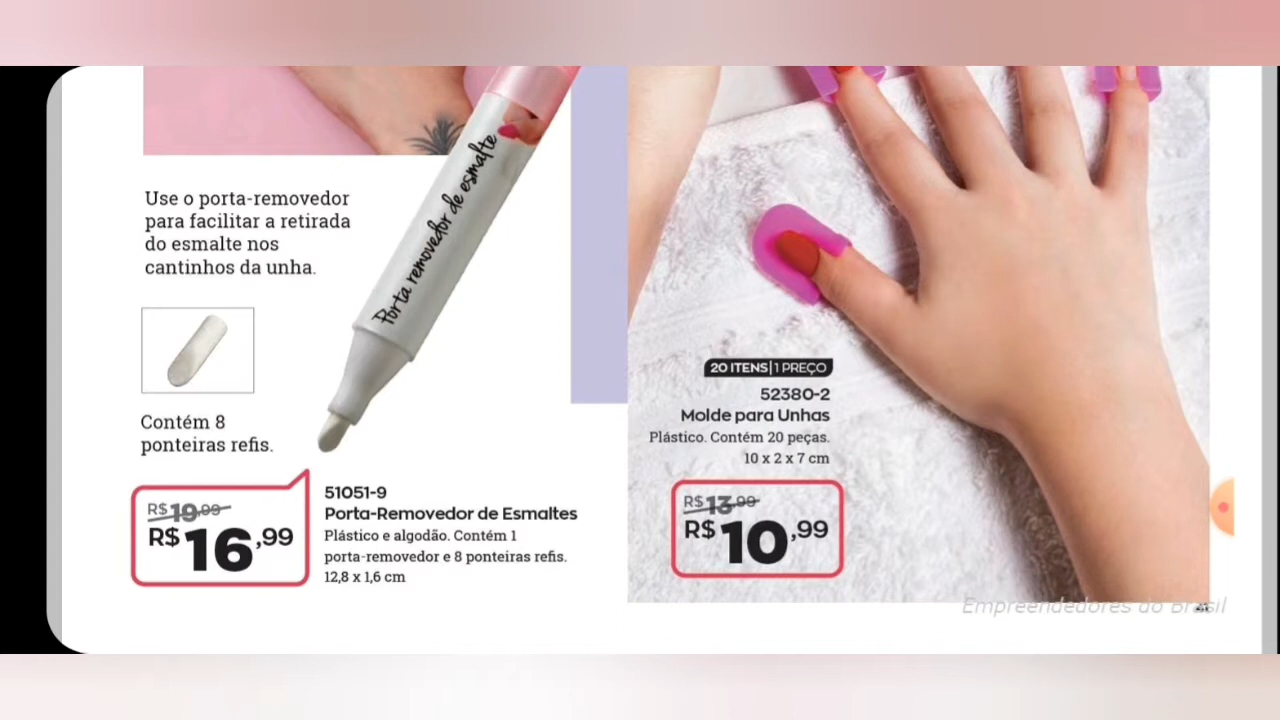 Porta removedor de esmalte
Use o porta-removedor
para facilitar a retirada
do esmalte nos
cantinhos da unha.
Contém 8
ponteiras refis.
R$ 19,99
R$ 16,99
51051-9
Porta-Removedor de Esmaltes
Plástico e algodão. Contém 1
porta-removedor e 8 ponteiras refis.
12,8 x 1,6 cm
20 ITENS|1 PREÇO
52380-2
Molde para Unhas
Plástico. Contém 20 peças.
10 x 2 x 7 cm
R$ 13,99
R$ 10,99
Empreendedores do Brasil